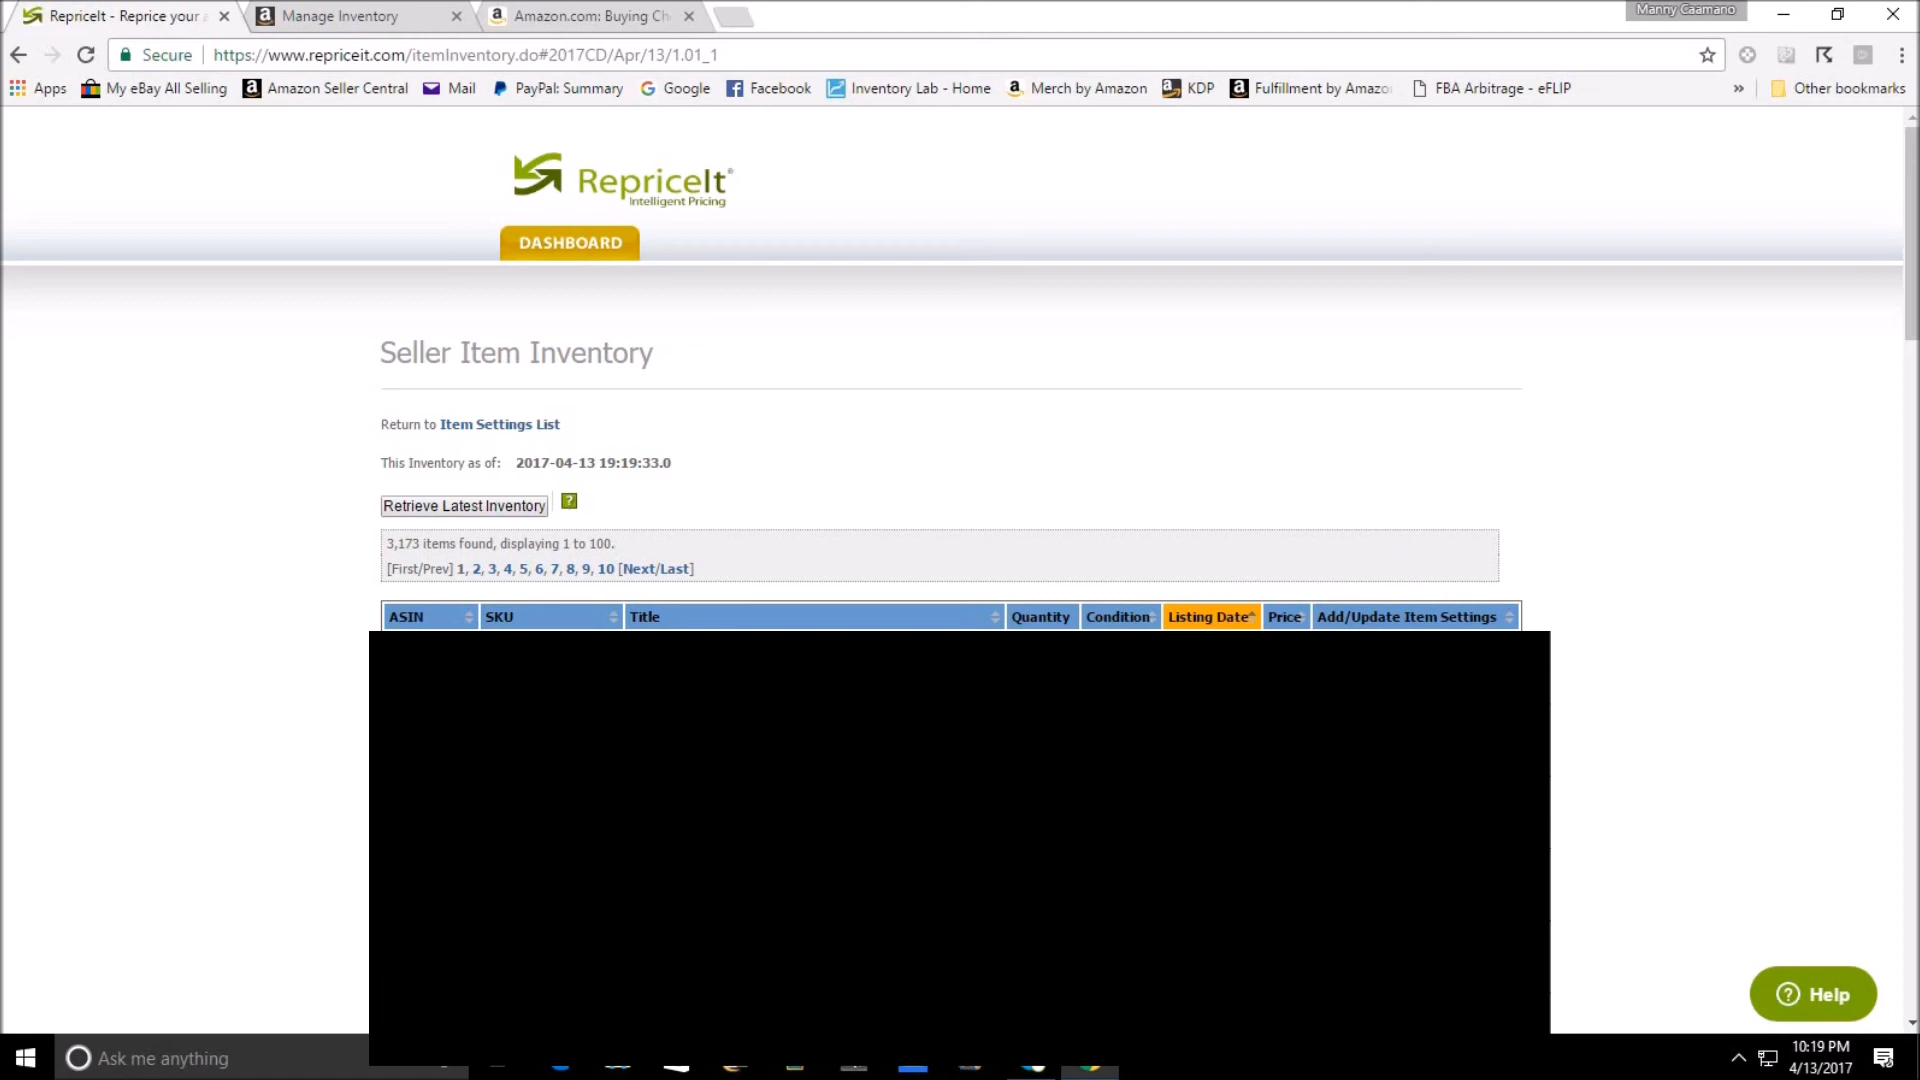 RepriceIt - Reprice your a
Manage Inventory
Amazon.com: Buying Ch
Manny Caamano
Secure
https://www.repriceit.com/itemInventory.do#2017CD/Apr/13/1.01_1
Apps
My eBay All Selling
Amazon Seller Central
Mail
PayPal: Summary
Google
Facebook
Inventory Lab - Home
Merch by Amazon
KDP
Fulfillment by Amazo
FBA Arbitrage - eFLIP
»
Other bookmarks
RepriceIt®
Intelligent Pricing
DASHBOARD
Seller Item Inventory
Return to Item Settings List
This Inventory as of: 2017-04-13 19:19:33.0
Retrieve Latest Inventory ?
3,173 items found, displaying 1 to 100.
[First/Prev] 1, 2, 3, 4, 5, 6, 7, 8, 9, 10 [Next/Last]
ASIN SKU Title Quantity Condition Listing Date Price Add/Update Item Settings
? Help
Ask me anything
10:19 PM
4/13/2017